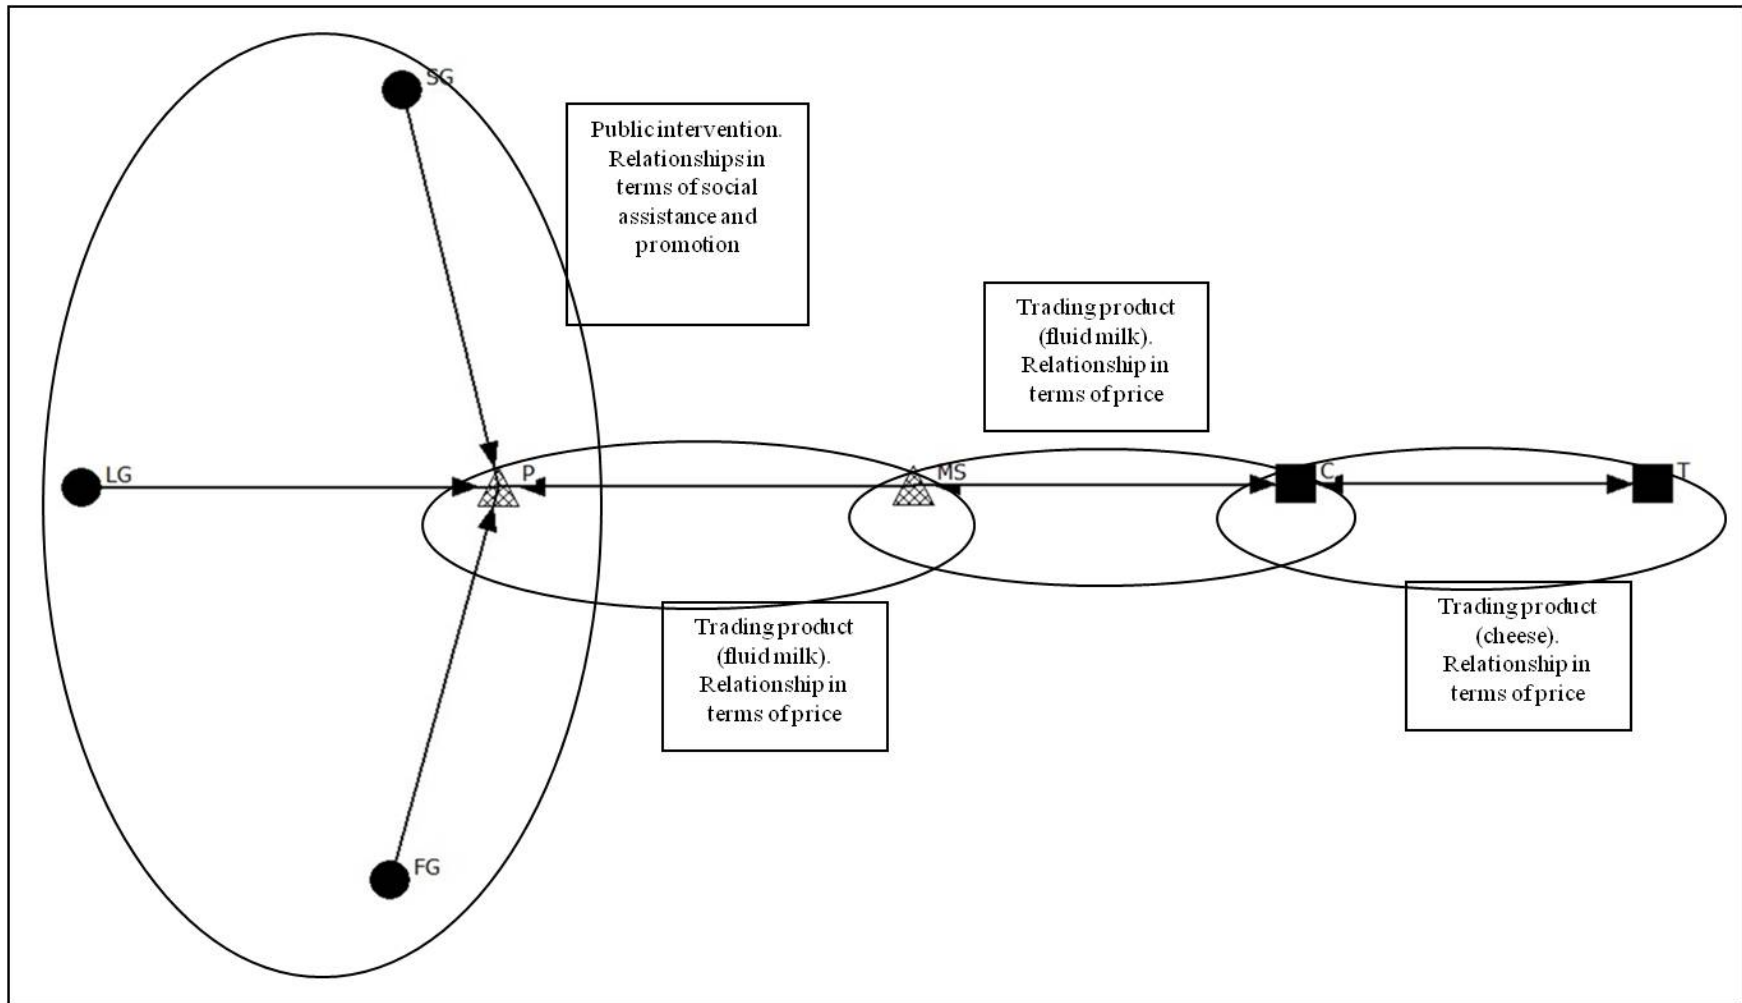 SG
Public intervention.
Relationships in
terms of social
assistance and
promotion
Trading product
(fluid milk).
Relationship in
terms of price
LG
P
MS
C
T
Trading product
(cheese).
Relationship in
terms of price
Trading product
(fluid milk).
Relationship in
terms of price
FG